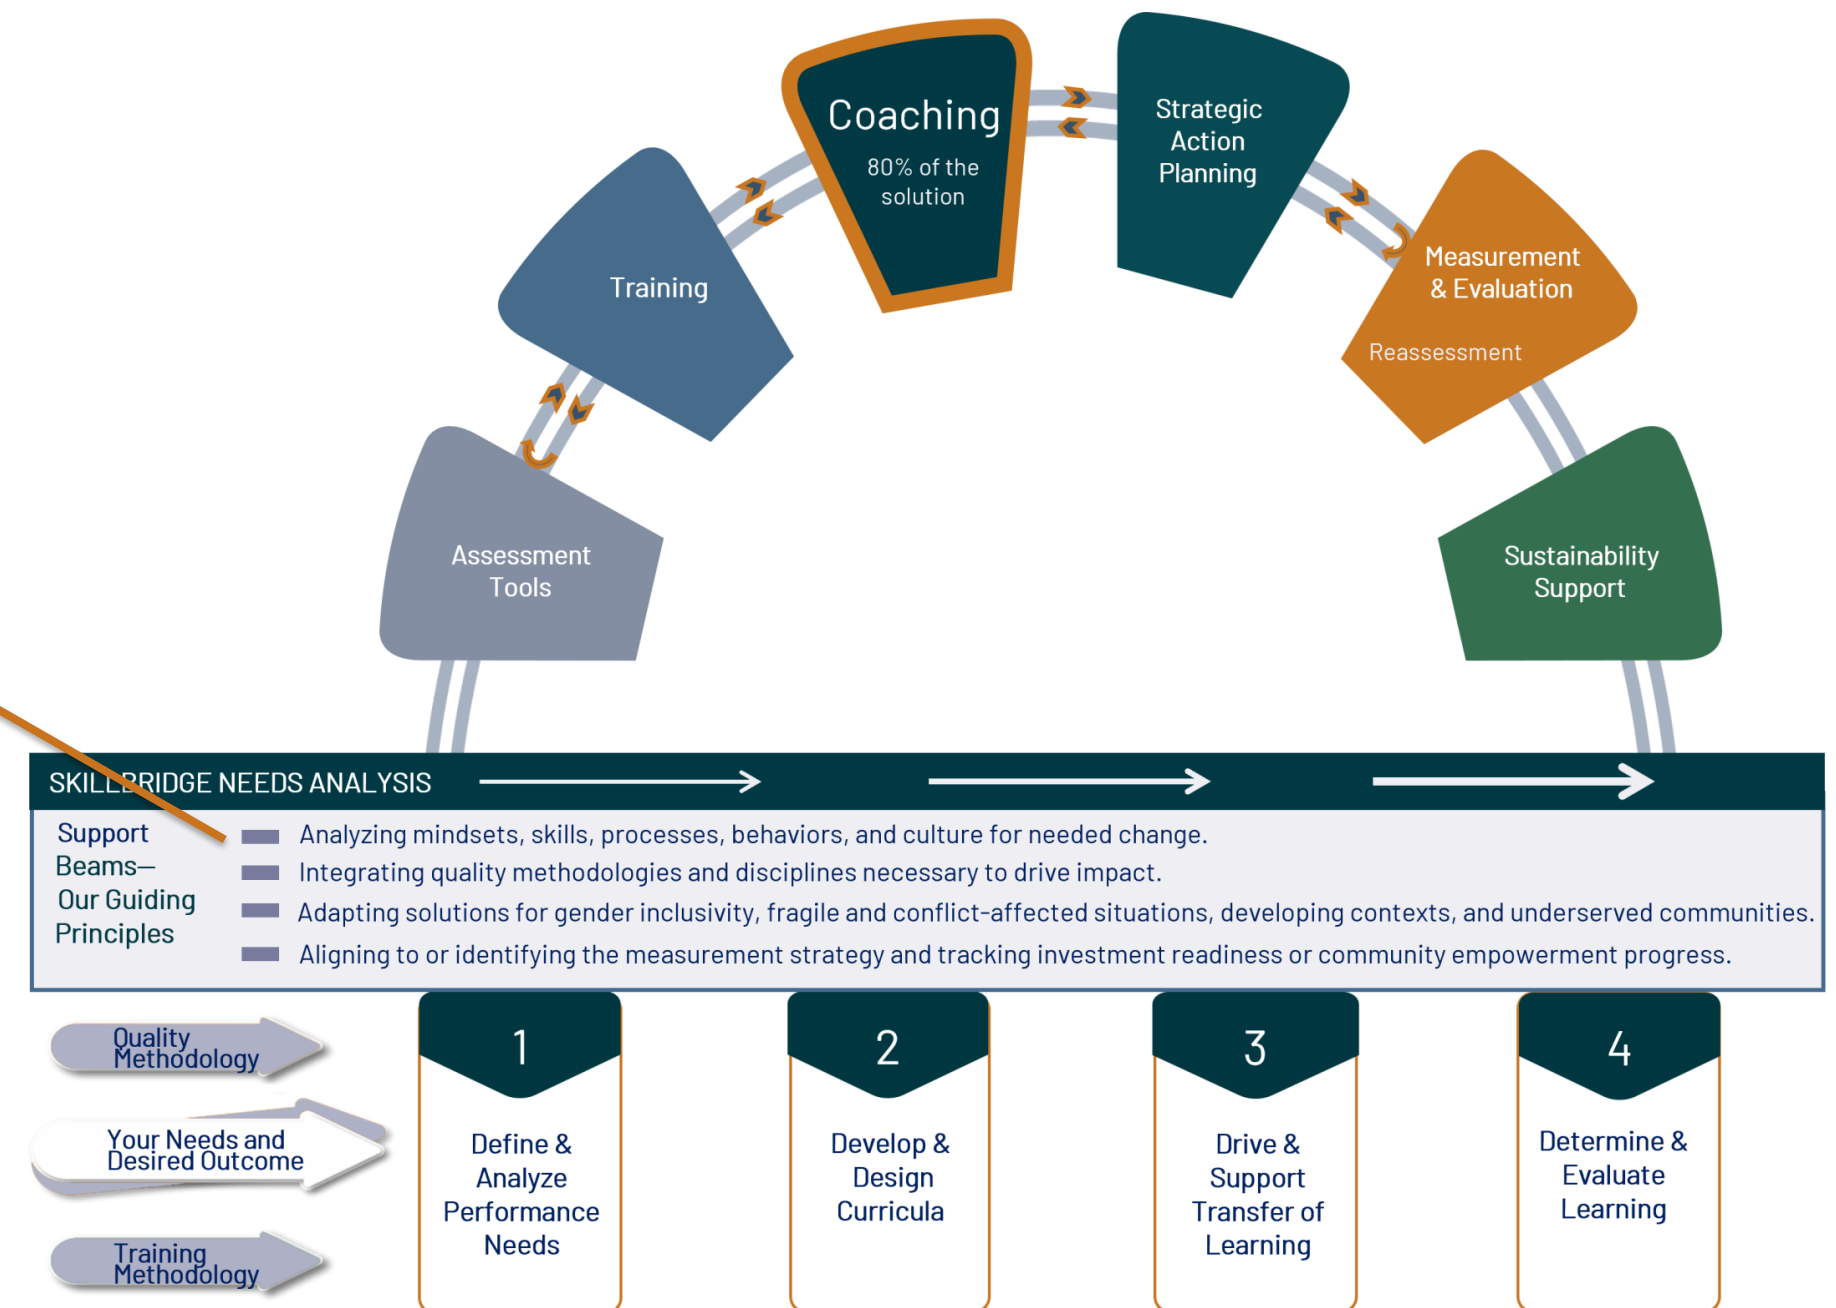 Coaching
80% of the
solution
Strategic
Action
Planning
Training
Measurement
& Evaluation
Reassessment
Assessment
Tools
Sustainability
Support
SKILLBRIDGE NEEDS ANALYSIS
Support
Beams—
Our Guiding
Principles
Analyzing mindsets, skills, processes, behaviors, and culture for needed change.
Integrating quality methodologies and disciplines necessary to drive impact.
Adapting solutions for gender inclusivity, fragile and conflict-affected situations, developing contexts, and underserved communities.
Aligning to or identifying the measurement strategy and tracking investment readiness or community empowerment progress.
Quality
Methodology
Your Needs and
Desired Outcome
Training
Methodology
1
Define &
Analyze
Performance
Needs
2
Develop &
Design
Curricula
3
Drive &
Support
Transfer of
Learning
4
Determine &
Evaluate
Learning